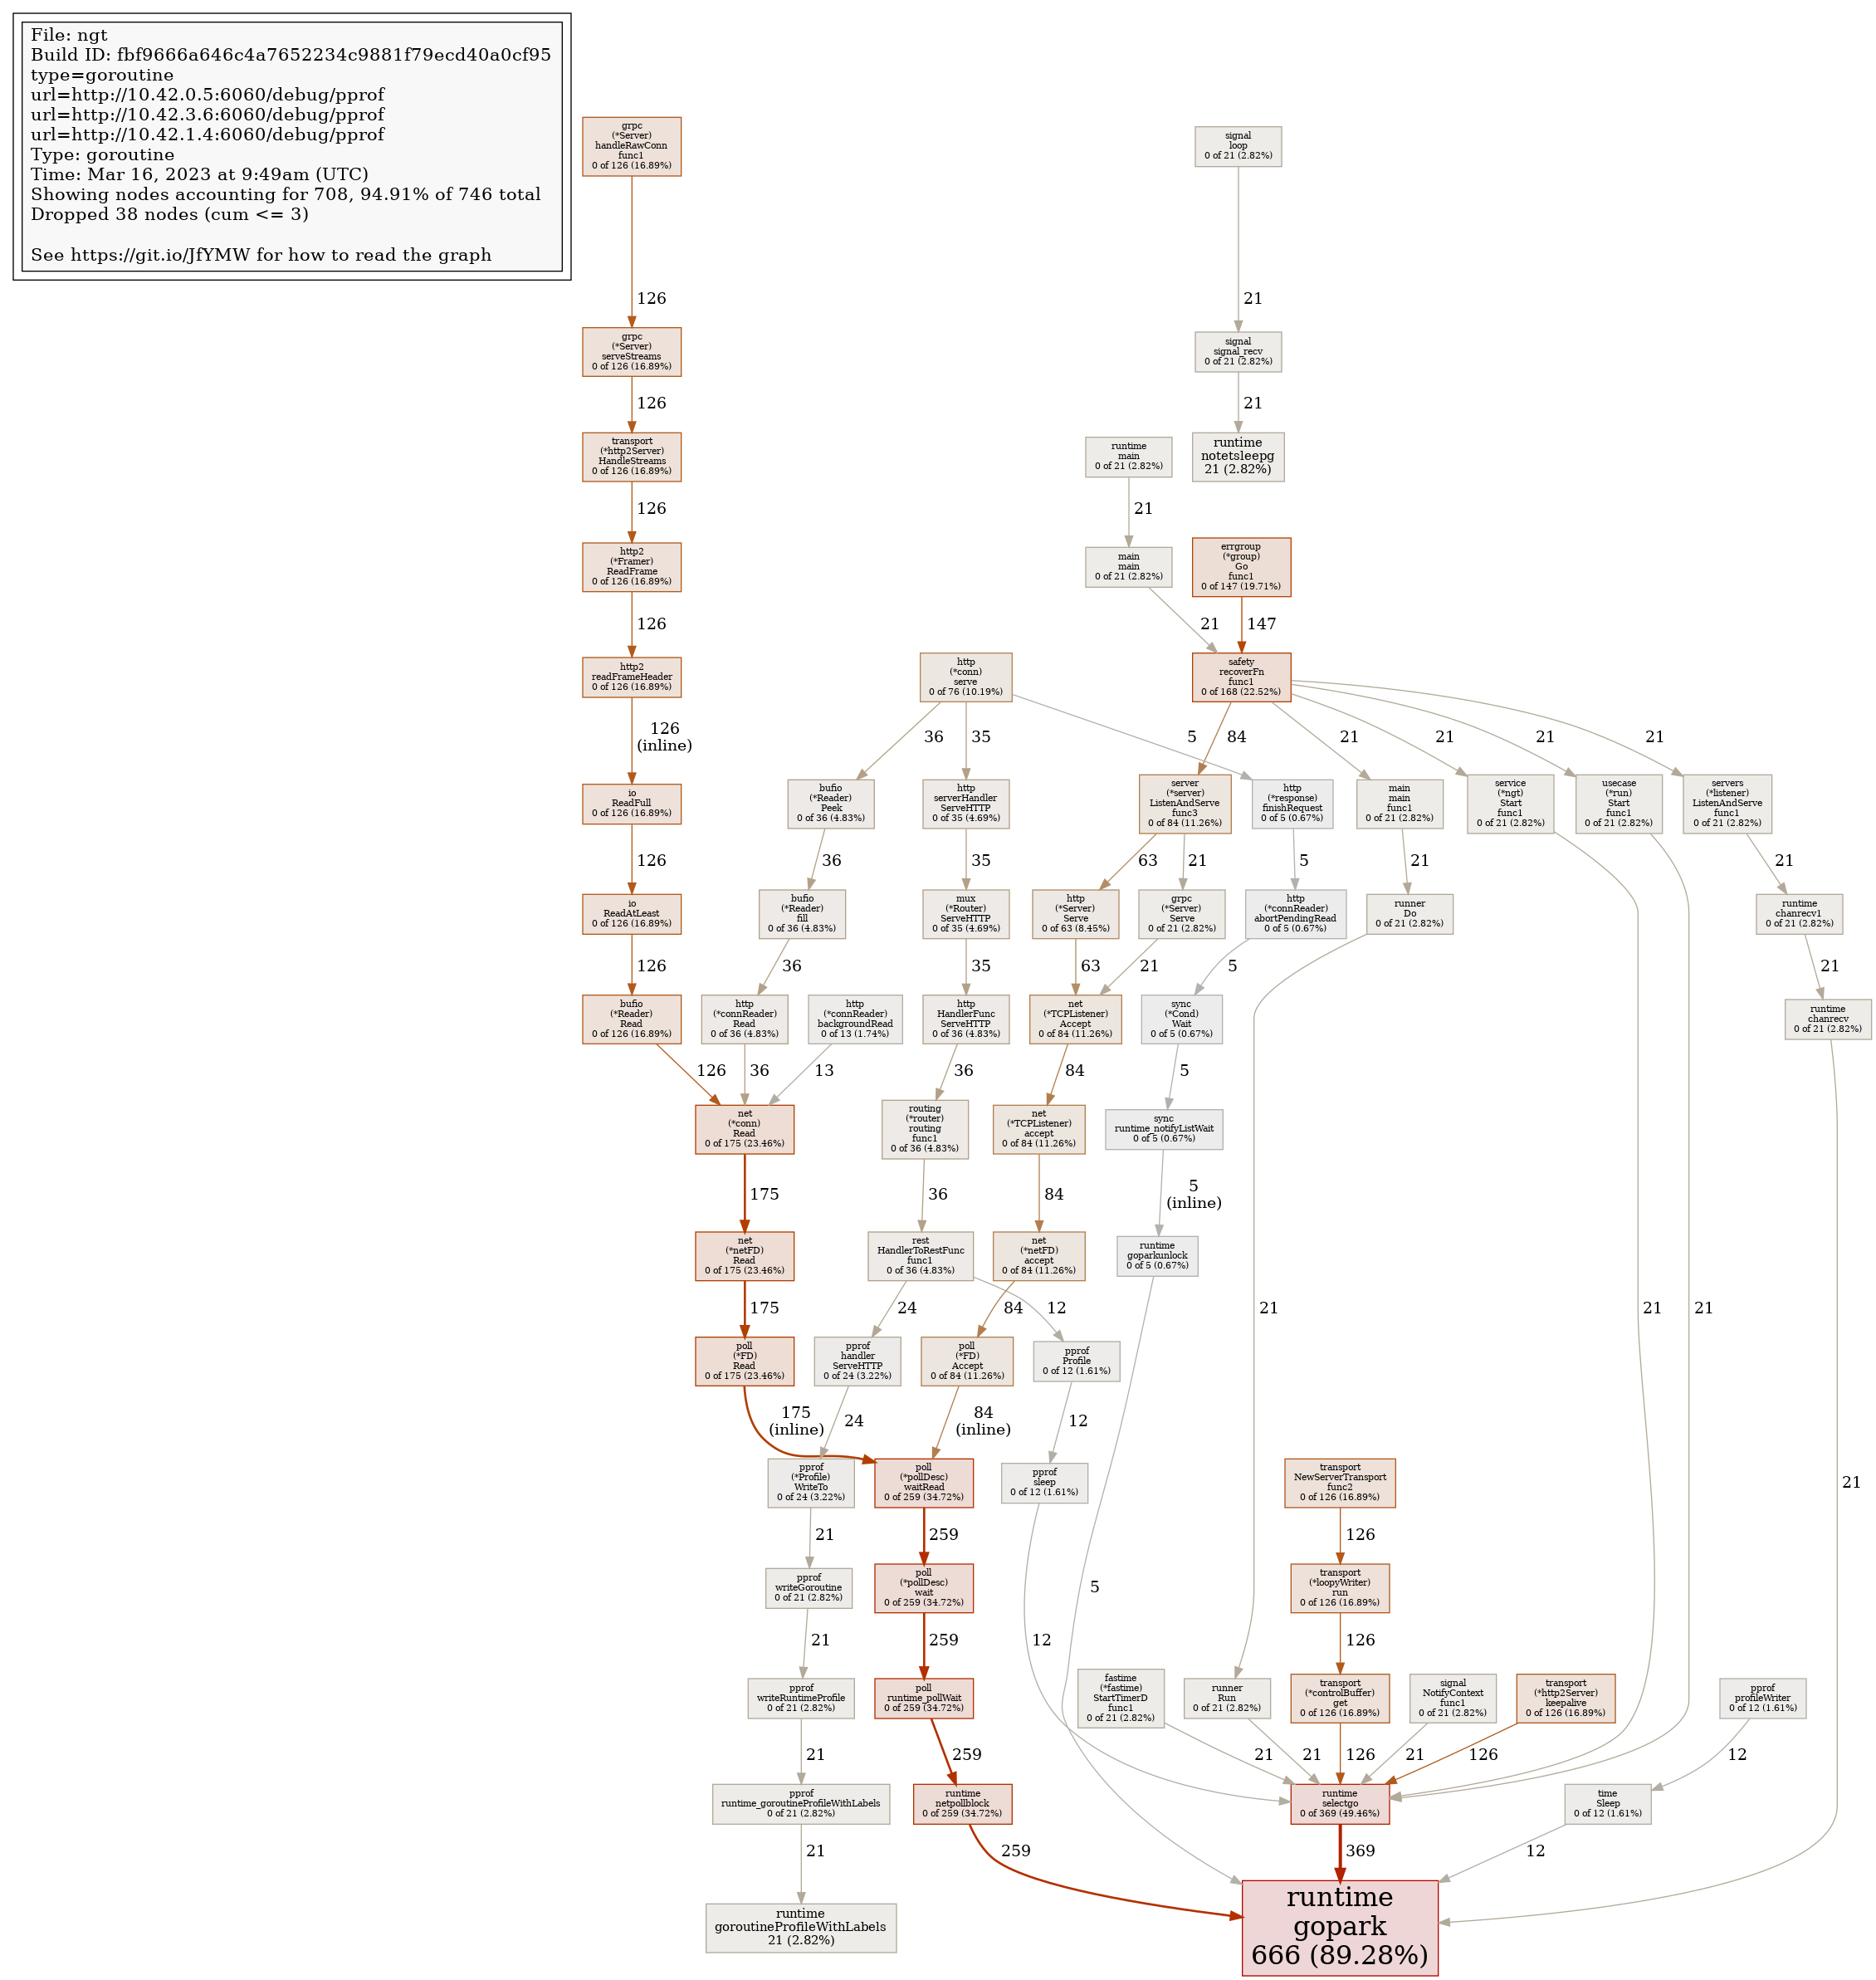 File: ngt
Build ID: fbf9666a646c4a7652234c9881f79ecd40a0cf95
type=goroutine
url=http://10.42.0.5:6060/debug/pprof
url=http://10.42.3.6:6060/debug/pprof
url=http://10.42.1.4:6060/debug/pprof
Type: goroutine
Time: Mar 16, 2023 at 9:49am (UTC)
Showing nodes accounting for 708, 94.91% of 746 total
Dropped 38 nodes (cum <= 3)
See https://git.io/JfYMW for how to read the graph
grpc
(*Server)
handleRawConn
func1
0 of 126 (16.89%)
signal
loop
0 of 21 (2.82%)
126
21
grpc
(*Server)
serveStreams
0 of 126 (16.89%)
signal
signal_recv
0 of 21 (2.82%)
126
21
transport
(*http2Server)
HandleStreams
0 of 126 (16.89%)
runtime
main
0 of 21 (2.82%)
runtime
notetsleepg
21 (2.82%)
126
21
http2
(*Framer)
ReadFrame
0 of 126 (16.89%)
main
main
0 of 21 (2.82%)
errgroup
(*group)
Go
func1
0 of 147 (19.71%)
126
21
147
http2
readFrameHeader
0 of 126 (16.89%)
http
(*conn)
serve
0 of 76 (10.19%)
safety
recoverFn
func1
0 of 168 (22.52%)
126
(inline)
36
35
5
84
21
21
21
21
io
ReadFull
0 of 126 (16.89%)
bufio
(*Reader)
Peek
0 of 36 (4.83%)
http
serverHandler
ServeHTTP
0 of 35 (4.69%)
server
(*server)
ListenAndServe
func3
0 of 84 (11.26%)
http
(*response)
finishRequest
0 of 5 (0.67%)
main
main
func1
0 of 21 (2.82%)
service
(*ngt)
Start
func1
0 of 21 (2.82%)
usecase
(*run)
Start
func1
0 of 21 (2.82%)
servers
(*listener)
ListenAndServe
func1
0 of 21 (2.82%)
126
36
35
63
21
5
21
21
io
ReadAtLeast
0 of 126 (16.89%)
bufio
(*Reader)
fill
0 of 36 (4.83%)
mux
(*Router)
ServeHTTP
0 of 35 (4.69%)
http
(*Server)
Serve
0 of 63 (8.45%)
grpc
(*Server)
Serve
0 of 21 (2.82%)
http
(*connReader)
abortPendingRead
0 of 5 (0.67%)
runner
Do
0 of 21 (2.82%)
runtime
chanrecv1
0 of 21 (2.82%)
126
36
35
63
21
5
21
bufio
(*Reader)
Read
0 of 126 (16.89%)
http
(*connReader)
Read
0 of 36 (4.83%)
http
(*connReader)
backgroundRead
0 of 13 (1.74%)
http
HandlerFunc
ServeHTTP
0 of 36 (4.83%)
net
(*TCPListener)
Accept
0 of 84 (11.26%)
sync
(*Cond)
Wait
0 of 5 (0.67%)
runtime
chanrecv
0 of 21 (2.82%)
126
36
13
36
84
5
net
(*conn)
Read
0 of 175 (23.46%)
routing
(*router)
routing
func1
0 of 36 (4.83%)
net
(*TCPListener)
accept
0 of 84 (11.26%)
sync
runtime_notifyListWait
0 of 5 (0.67%)
175
36
84
5
(inline)
net
(*netFD)
Read
0 of 175 (23.46%)
rest
HandlerToRestFunc
func1
0 of 36 (4.83%)
net
(*netFD)
accept
0 of 84 (11.26%)
runtime
goparkunlock
0 of 5 (0.67%)
175
24
84
12
21
21
21
poll
(*FD)
Read
0 of 175 (23.46%)
pprof
handler
ServeHTTP
0 of 24 (3.22%)
poll
(*FD)
Accept
0 of 84 (11.26%)
pprof
Profile
0 of 12 (1.61%)
175
(inline)
24
84
(inline)
12
pprof
(*Profile)
WriteTo
0 of 24 (3.22%)
poll
(*pollDesc)
waitRead
0 of 259 (34.72%)
pprof
sleep
0 of 12 (1.61%)
transport
NewServerTransport
func2
0 of 126 (16.89%)
21
21
259
126
pprof
writeGoroutine
0 of 21 (2.82%)
poll
(*pollDesc)
wait
0 of 259 (34.72%)
5
transport
(*loopyWriter)
run
0 of 126 (16.89%)
21
259
12
126
pprof
writeRuntimeProfile
0 of 21 (2.82%)
poll
runtime_pollWait
0 of 259 (34.72%)
fastime
(*fastime)
StartTimerD
func1
0 of 21 (2.82%)
runner
Run
0 of 21 (2.82%)
transport
(*controlBuffer)
get
0 of 126 (16.89%)
signal
NotifyContext
func1
0 of 21 (2.82%)
transport
(*http2Server)
keepalive
0 of 126 (16.89%)
pprof
profileWriter
0 of 12 (1.61%)
21
259
21
21
126
21
126
12
pprof
runtime_goroutineProfileWithLabels
0 of 21 (2.82%)
runtime
netpollblock
0 of 259 (34.72%)
runtime
selectgo
0 of 369 (49.46%)
time
Sleep
0 of 12 (1.61%)
21
259
369
12
runtime
goroutineProfileWithLabels
21 (2.82%)
runtime
gopark
666 (89.28%)